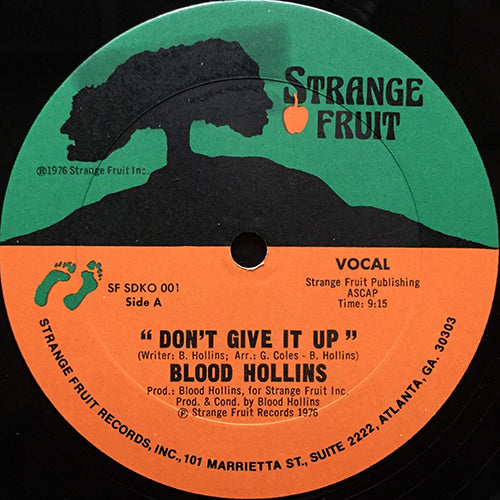 STRANGE
FRUIT
®1976 Strange Fruit Inc.
VOCAL
SF SDKO 001
Side A
Strange Fruit Publishing
ASCAP
Time: 9:15
"DON'T GIVE IT UP"
(Writer: B. Hollins; Arr.: G. Coles - B. Hollins)
BLOOD HOLLINS
Prod.: Blood Hollins, for Strange Fruit Inc.
Prod. & Cond. by Blood Hollins
℗ Strange Fruit Records 1976
STRANGE FRUIT RECORDS, INC., 101 MARRIETTA ST., SUITE 2222, ATLANTA, GA. 30303